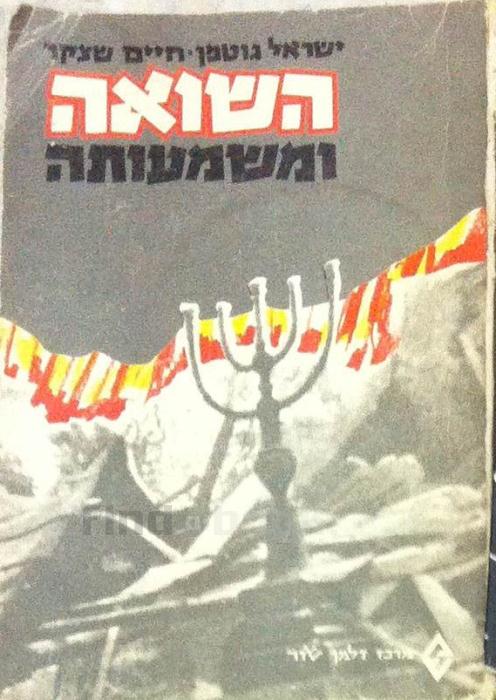 ישראל גוטמן · חיים שצקר
השואה
ומשמעותה
מרכז זלמן שזר